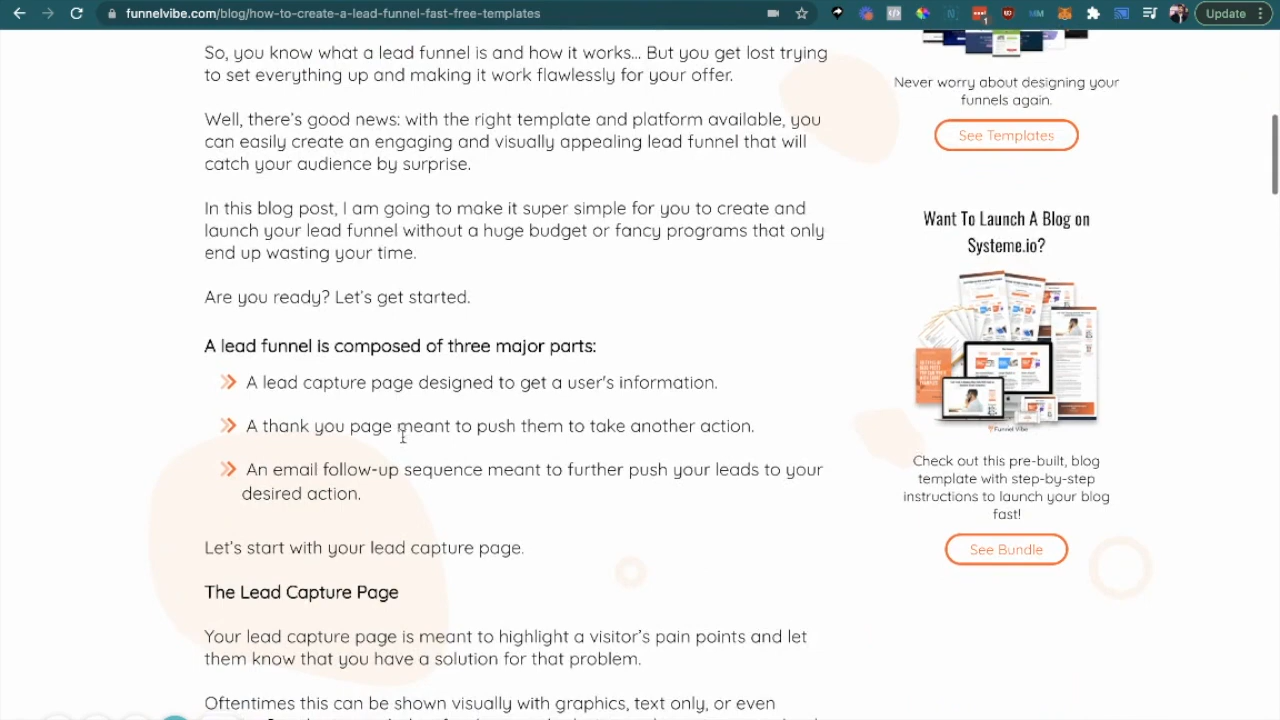 funnelvibe.com/blog/how-to-create-a-lead-funnel-fast-free-templates
Update
So, you know what a lead funnel is and how it works... But you get lost trying
to set everything up and making it work flawlessly for your offer.
Well, there's good news: with the right template and platform available, you
can easily create an engaging and visually appealing lead funnel that will
catch your audience by surprise.
In this blog post, I am going to make it super simple for you to create and
launch your lead funnel without a huge budget or fancy programs that only
end up wasting your time.
Are you ready? Let's get started.
A lead funnel is composed of three major parts:
designed to get a user's information.
A thank you page meant to push them to take another action.
An email follow-up sequence meant to further push your leads to your
desired action.
Let's start with your lead capture page.
The Lead Capture Page
Your lead capture page is meant to highlight a visitor's pain points and let
them know that you have a solution for that problem.
Oftentimes this can be shown visually with graphics, text only, or even
Never worry about designing your
funnels again.
See Templates
Want To Launch A Blog on
Systeme.io?
Funnel Vibe
Check out this pre-built, blog
template with step-by-step
instructions to launch your blog
fast!
See Bundle